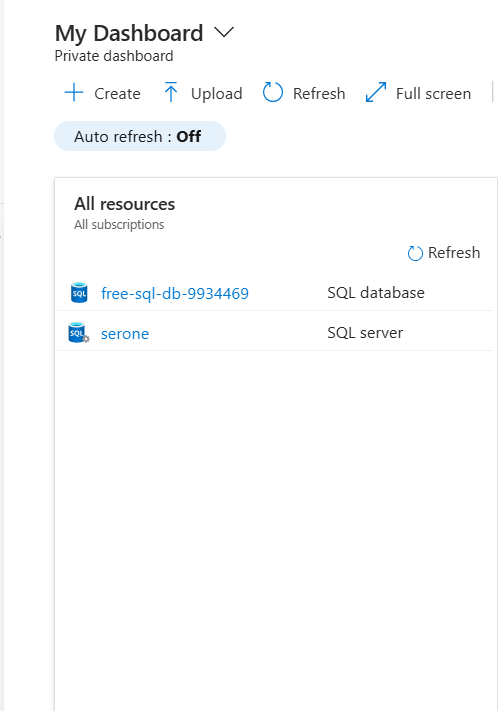 My Dashboard
Private dashboard
Create Upload Refresh Full screen
Auto refresh : Off
All resources
All subscriptions
Refresh
SQL free-sql-db-9934469 SQL database
SQL serone SQL server